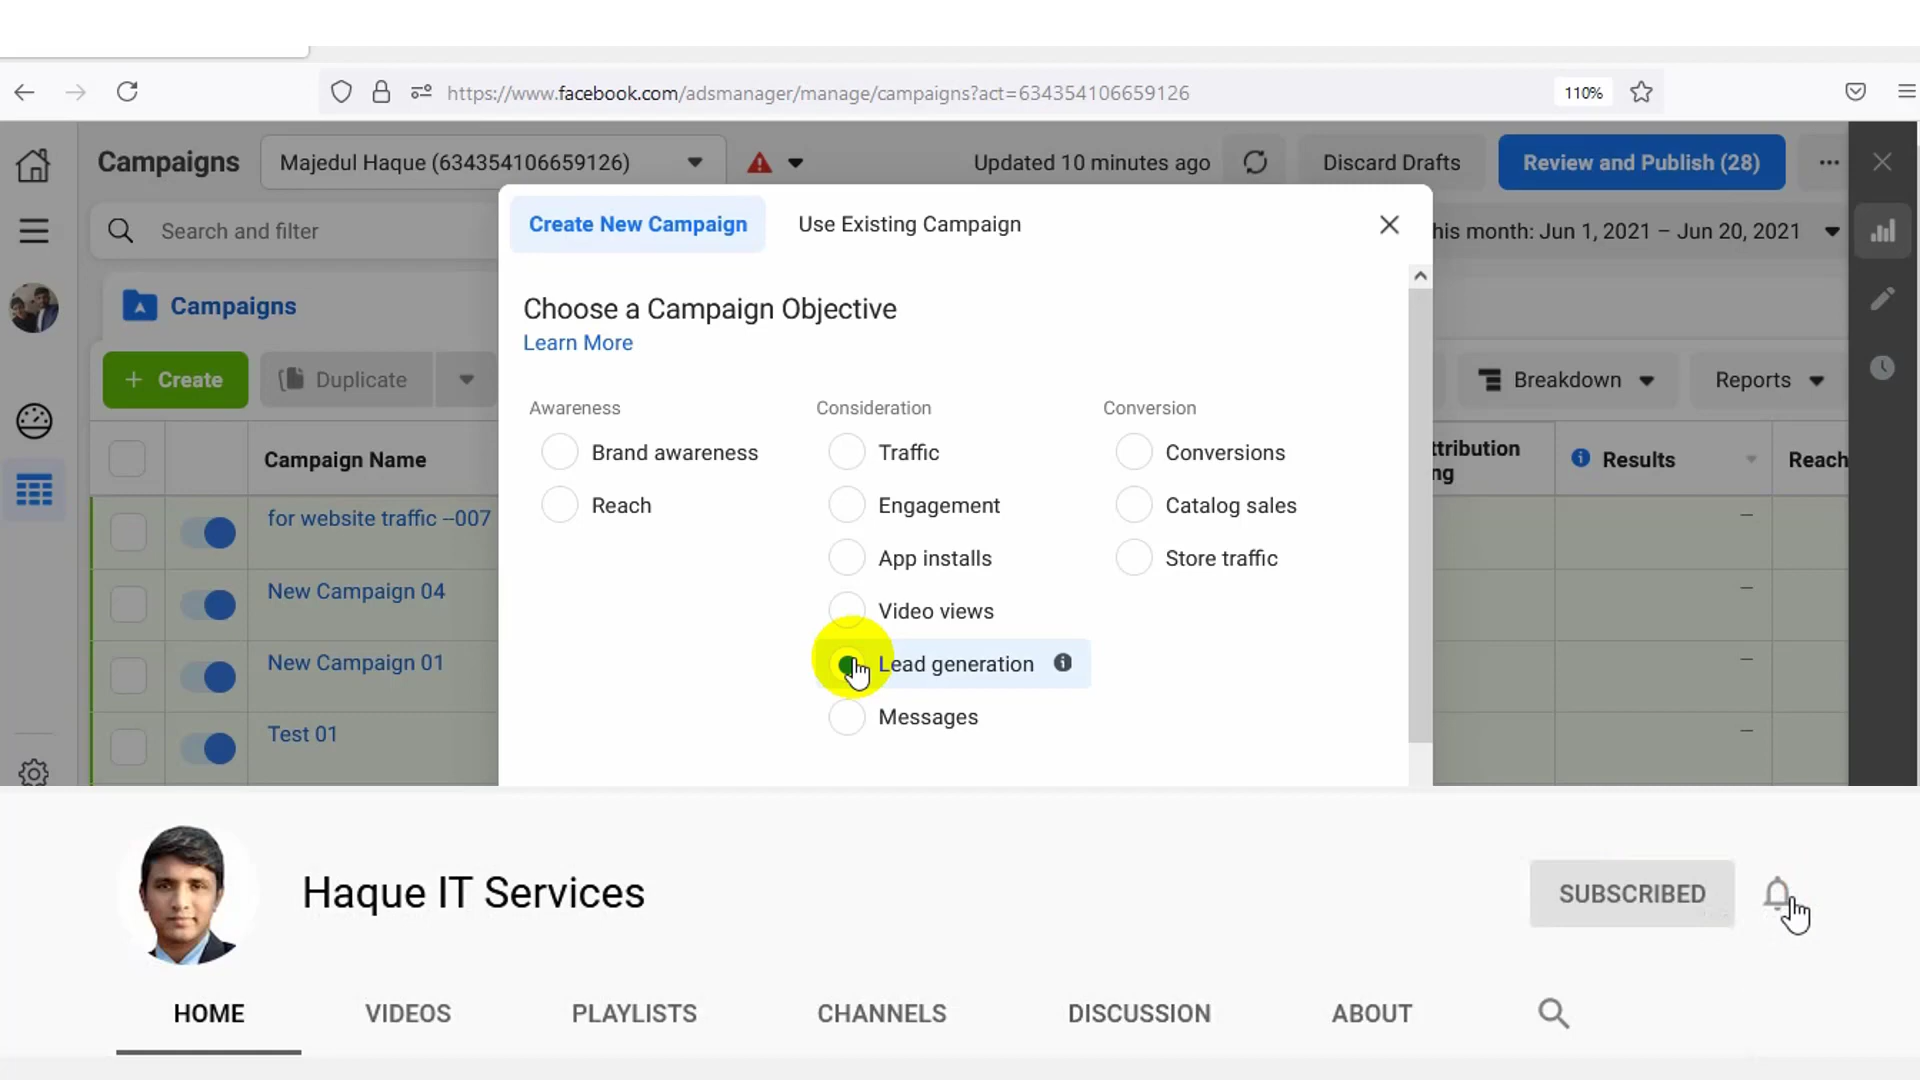 https://www.facebook.com/adsmanager/manage/campaigns?act=634354106659126
110%
Campaigns
Majedul Haque (634354106659126)
Updated 10 minutes ago
Discard Drafts
Review and Publish (28)
Search and filter
Create New Campaign
Use Existing Campaign
his month: Jun 1, 2021 – Jun 20, 2021
Campaigns
Choose a Campaign Objective
Learn More
+ Create
Duplicate
Breakdown
Reports
Awareness
Consideration
Conversion
Brand awareness
Traffic
Conversions
Reach
Engagement
Catalog sales
App installs
Store traffic
Video views
Lead generation
Messages
Campaign Name
ttribution
ng
Results
Reach
for website traffic –007
–
New Campaign 04
–
New Campaign 01
–
Test 01
–
Haque IT Services
SUBSCRIBED
HOME
VIDEOS
PLAYLISTS
CHANNELS
DISCUSSION
ABOUT